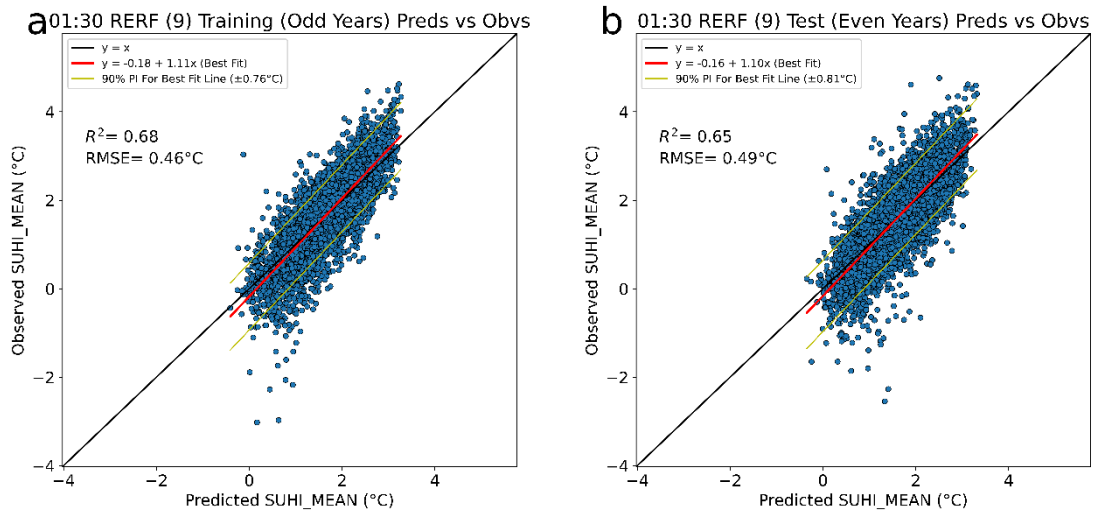 a
01:30 RERF (9) Training (Odd Years) Preds vs Obvs
y = x
y = -0.18 + 1.11x (Best Fit)
90% PI For Best Fit Line (±0.76°C)
R²= 0.68
RMSE= 0.46°C
Observed SUHI_MEAN (°C)
4
2
0
−2
−4
−4
−2
0
2
4
Predicted SUHI_MEAN (°C)
b
01:30 RERF (9) Test (Even Years) Preds vs Obvs
y = x
y = -0.16 + 1.10x (Best Fit)
90% PI For Best Fit Line (±0.81°C)
R²= 0.65
RMSE= 0.49°C
Observed SUHI_MEAN (°C)
4
2
0
−2
−4
−4
−2
0
2
4
Predicted SUHI_MEAN (°C)